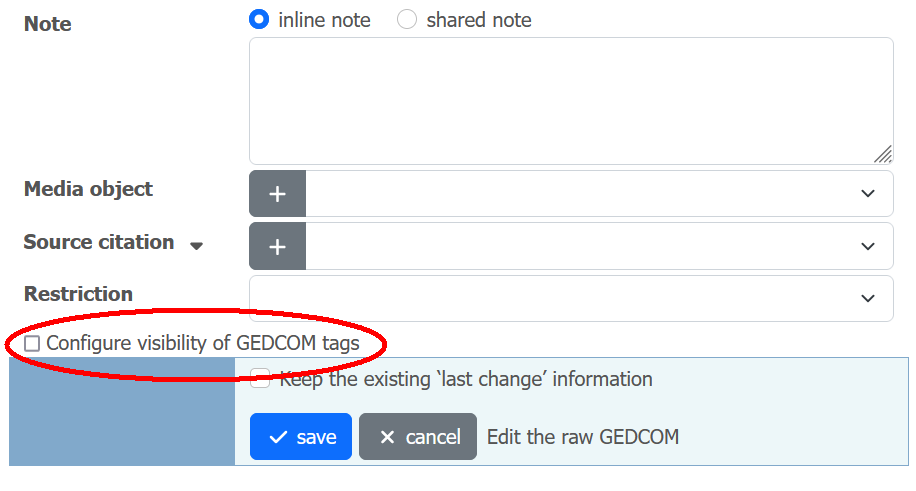 Note
inline note shared note
Media object
Source citation
Restriction
Configure visibility of GEDCOM tags
Keep the existing ‘last change’ information
save cancel Edit the raw GEDCOM